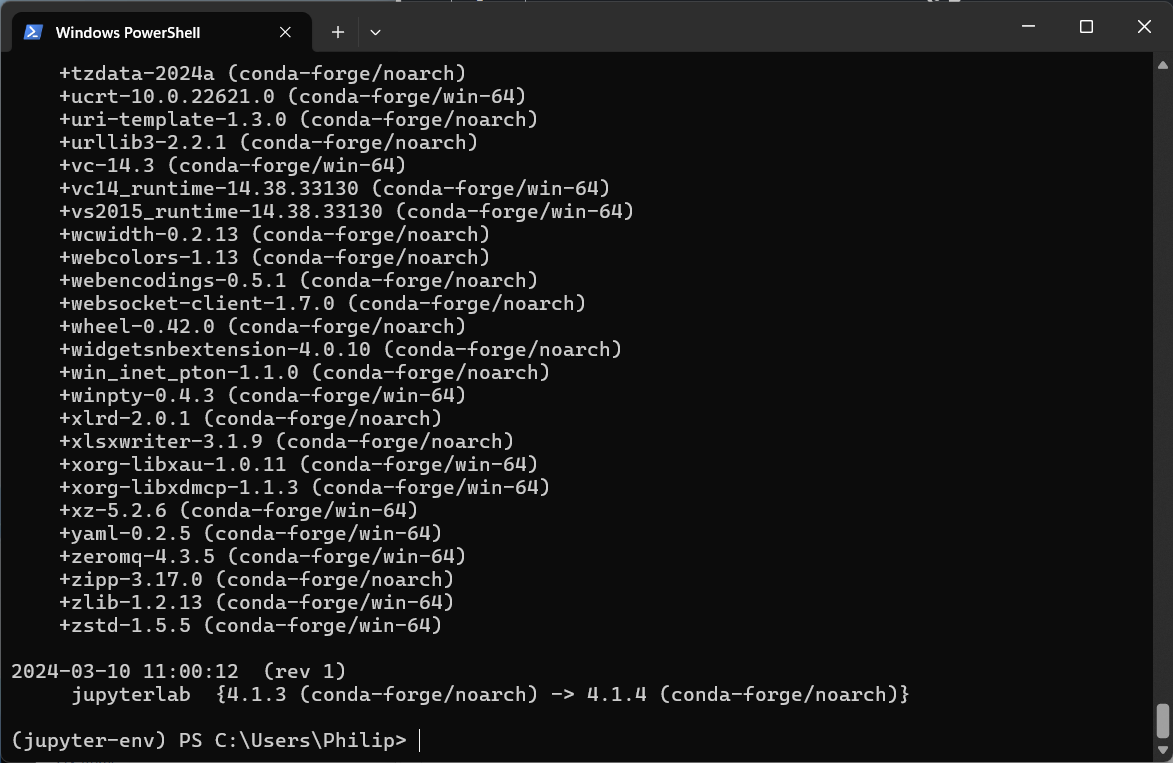 Windows PowerShell
+tzdata-2024a (conda-forge/noarch)
+ucrt-10.0.22621.0 (conda-forge/win-64)
+uri-template-1.3.0 (conda-forge/noarch)
+urllib3-2.2.1 (conda-forge/noarch)
+vc-14.3 (conda-forge/win-64)
+vc14_runtime-14.38.33130 (conda-forge/win-64)
+vs2015_runtime-14.38.33130 (conda-forge/win-64)
+wcwidth-0.2.13 (conda-forge/noarch)
+webcolors-1.13 (conda-forge/noarch)
+webencodings-0.5.1 (conda-forge/noarch)
+websocket-client-1.7.0 (conda-forge/noarch)
+wheel-0.42.0 (conda-forge/noarch)
+widgetsnbextension-4.0.10 (conda-forge/noarch)
+win_inet_pton-1.1.0 (conda-forge/noarch)
+winpty-0.4.3 (conda-forge/win-64)
+xlrd-2.0.1 (conda-forge/noarch)
+xlsxwriter-3.1.9 (conda-forge/noarch)
+xorg-libxau-1.0.11 (conda-forge/win-64)
+xorg-libxdmcp-1.1.3 (conda-forge/win-64)
+xz-5.2.6 (conda-forge/win-64)
+yaml-0.2.5 (conda-forge/win-64)
+zeromq-4.3.5 (conda-forge/win-64)
+zipp-3.17.0 (conda-forge/noarch)
+zlib-1.2.13 (conda-forge/win-64)
+zstd-1.5.5 (conda-forge/win-64)
2024-03-10 11:00:12  (rev 1)
jupyterlab  {4.1.3 (conda-forge/noarch) -> 4.1.4 (conda-forge/noarch)}
(jupyter-env) PS C:\Users\Philip>